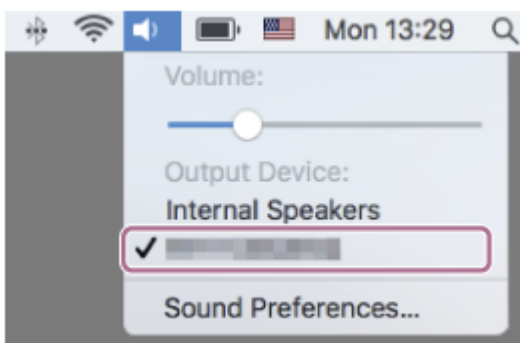 Mon 13:29
Volume:
Output Device:
Internal Speakers
Sound Preferences...